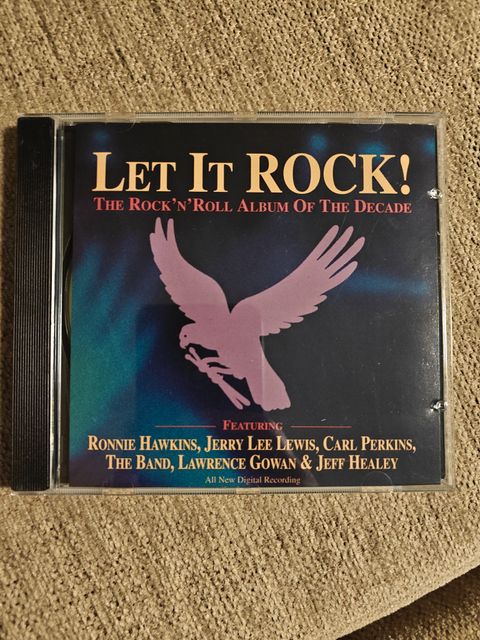 LET IT ROCK!
THE ROCK'N'ROLL ALBUM OF THE DECADE
FEATURING
RONNIE HAWKINS, JERRY LEE LEWIS, CARL PERKINS,
THE BAND, LAWRENCE GOWAN & JEFF HEALEY
All New Digital Recording